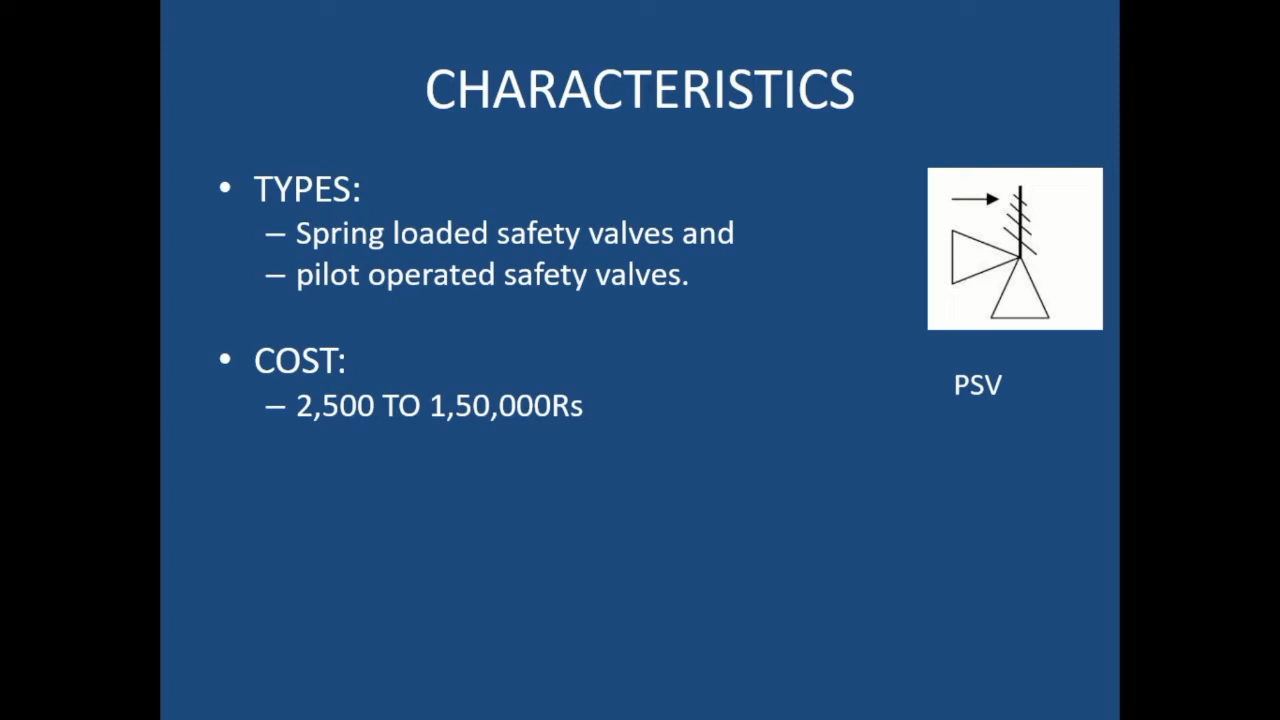 CHARACTERISTICS
• TYPES:
– Spring loaded safety valves and
– pilot operated safety valves.
• COST:
– 2,500 TO 1,50,000Rs
PSV